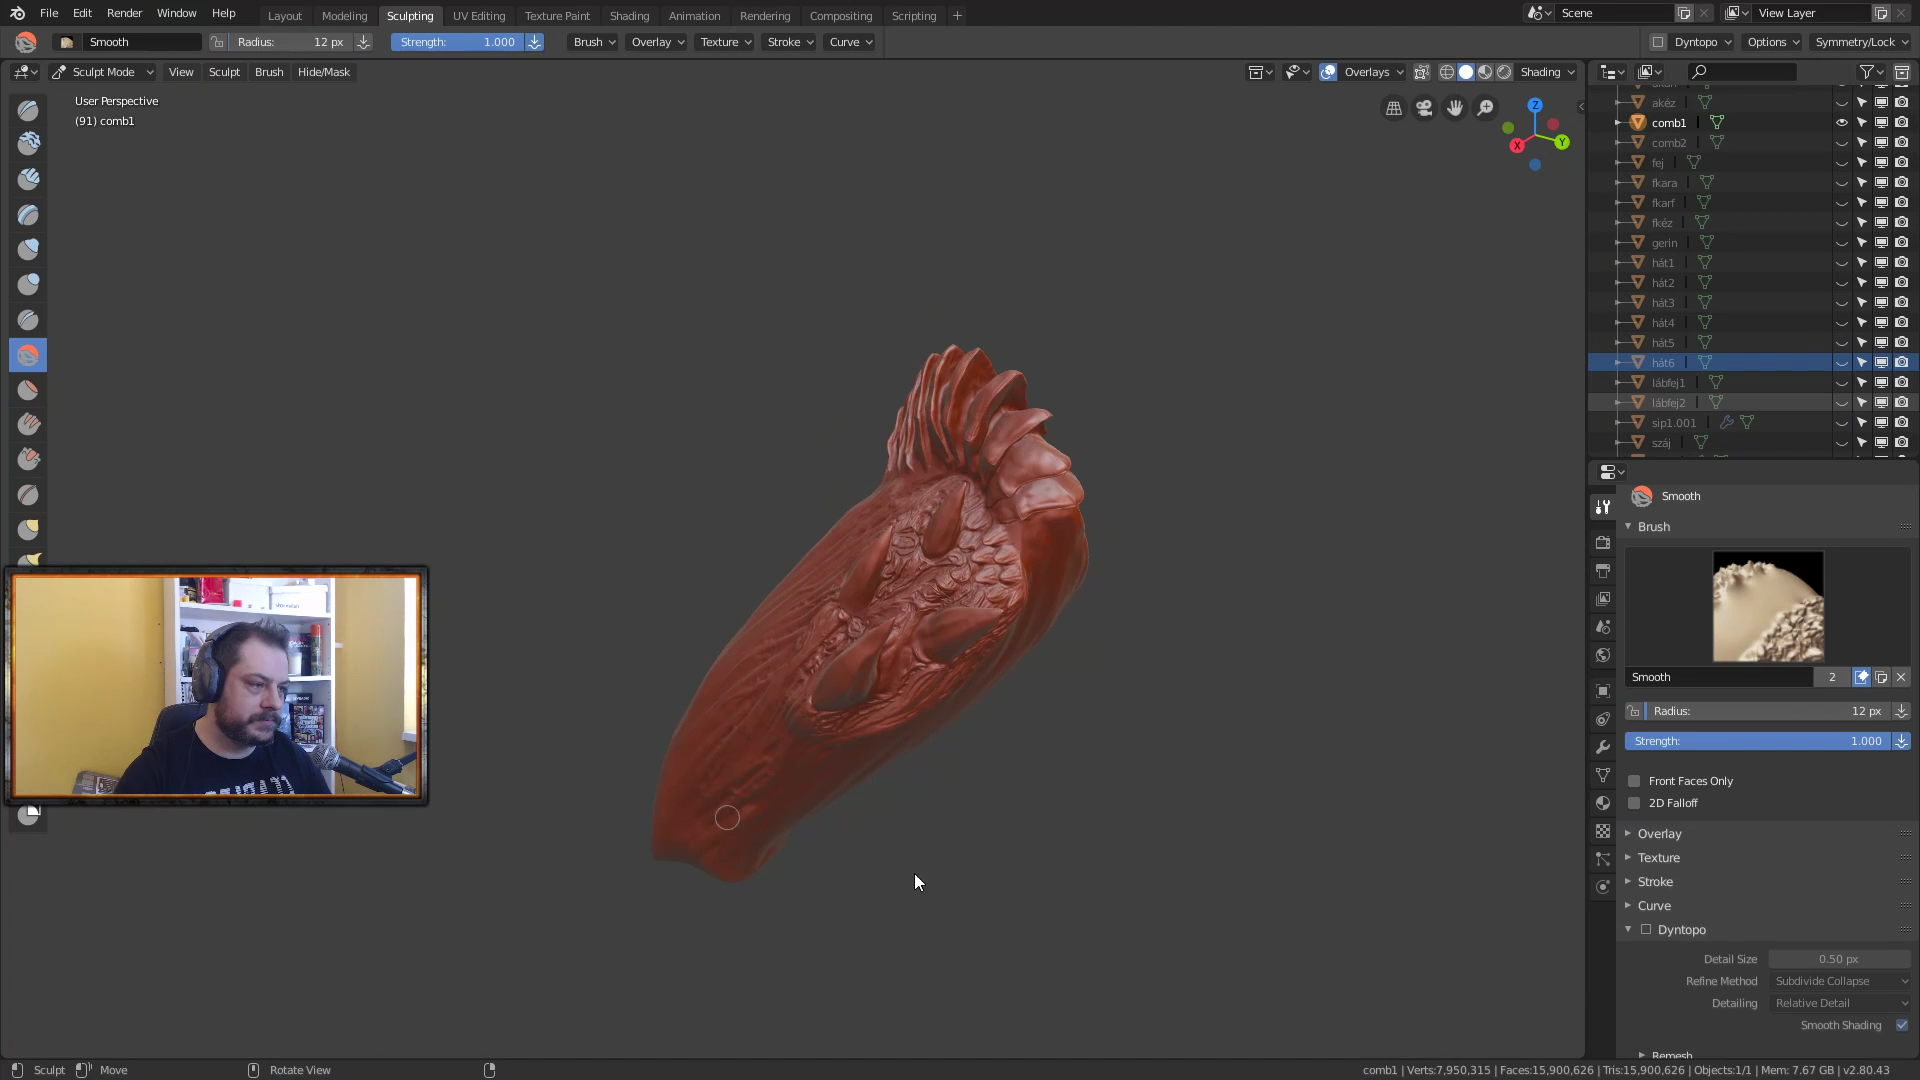 File Edit Render Window Help Layout Modeling Sculpting UV Editing Texture Paint Shading Animation Rendering Compositing Scripting + Scene View Layer
Smooth Radius: 12 px Strength: 1.000 Brush Overlay Texture Stroke Curve Dyntopo Options Symmetry/Lock
Sculpt Mode View Sculpt Brush Hide/Mask Overlays Shading
User Perspective
(91) comb1
Z
X
Y
akéz
comb1
comb2
fej
fkara
fkarf
fkéz
gerin
hát1
hát2
hát3
hát4
hát5
hát6
lábfej1
lábfej2
sip1.001
száj
Smooth
Brush
Smooth 2
Radius: 12 px
Strength: 1.000
Front Faces Only
2D Falloff
Overlay
Texture
Stroke
Curve
Dyntopo
Detail Size 0.50 px
Refine Method Subdivide Collapse
Detailing Relative Detail
Smooth Shading
Remesh
Sculpt Move Rotate View comb1 | Verts:7,950,315 | Faces:15,900,626 | Tris:15,900,626 | Objects:1/1 | Mem: 7.67 GB | v2.80.43